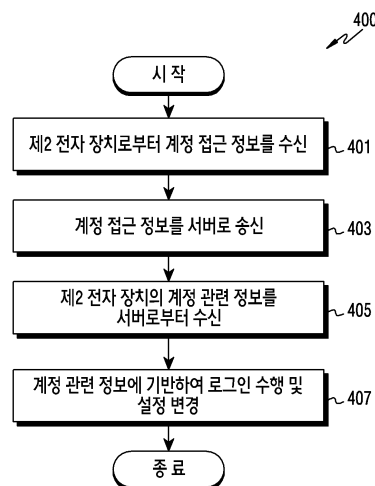 400
시 작
제2 전자 장치로부터 계정 접근 정보를 수신
401
계정 접근 정보를 서버로 송신
403
제2 전자 장치의 계정 관련 정보를
서버로부터 수신
405
계정 관련 정보에 기반하여 로그인 수행 및
설정 변경
407
종 료